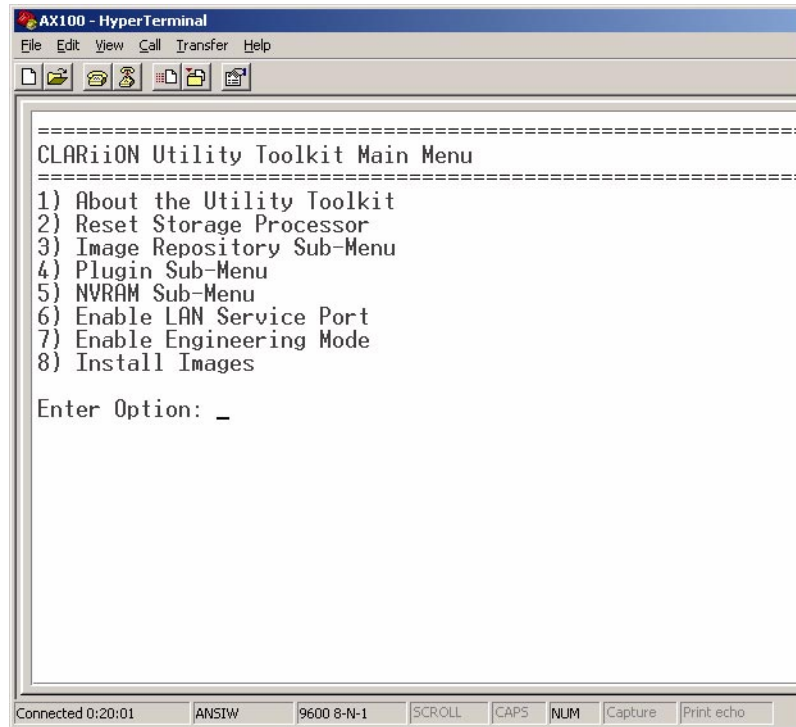 AX100 - HyperTerminal
File Edit View Call Transfer Help
==========================================================
CLARiiON Utility Toolkit Main Menu
==========================================================
1) About the Utility Toolkit
2) Reset Storage Processor
3) Image Repository Sub-Menu
4) Plugin Sub-Menu
5) NVRAM Sub-Menu
6) Enable LAN Service Port
7) Enable Engineering Mode
8) Install Images
Enter Option: _
Connected 0:20:01 ANSIW 9600 8-N-1 SCROLL CAPS NUM Capture Print echo